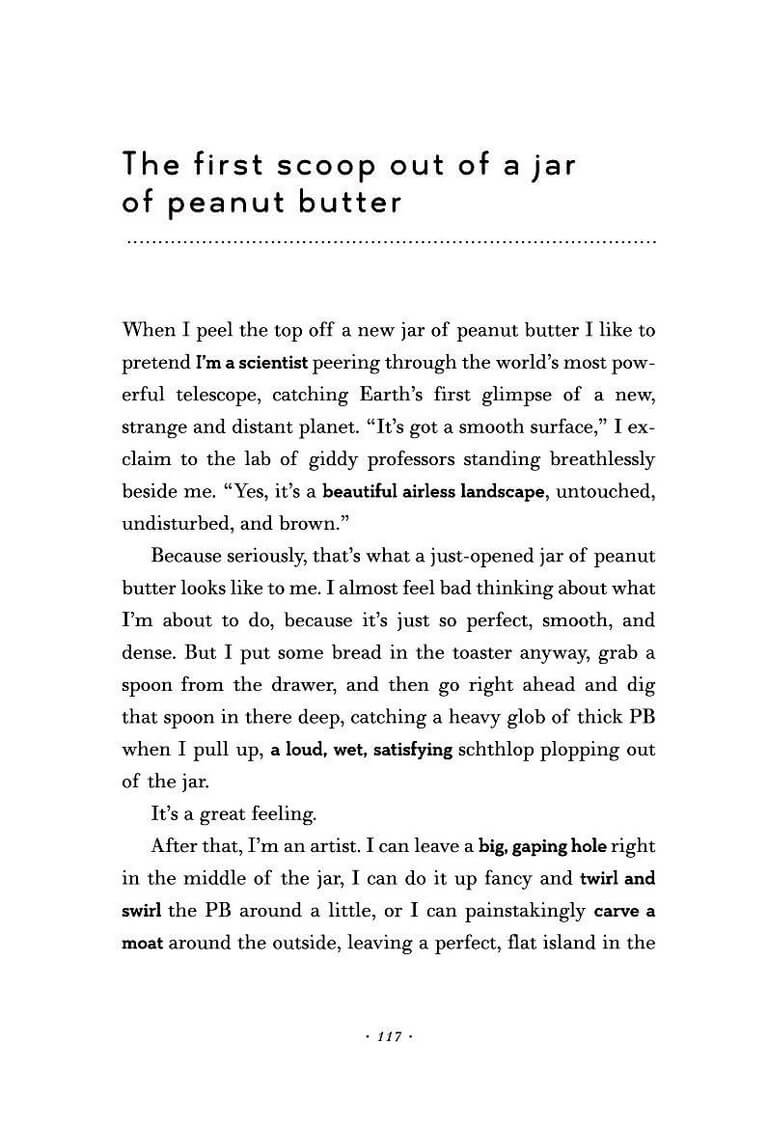 The first scoop out of a jar
of peanut butter
When I peel the top off a new jar of peanut butter I like to
pretend I’m a scientist peering through the world’s most pow-
erful telescope, catching Earth’s first glimpse of a new,
strange and distant planet. “It’s got a smooth surface,” I ex-
claim to the lab of giddy professors standing breathlessly
beside me. “Yes, it’s a beautiful airless landscape, untouched,
undisturbed, and brown.”
Because seriously, that’s what a just-opened jar of peanut
butter looks like to me. I almost feel bad thinking about what
I’m about to do, because it’s just so perfect, smooth, and
dense. But I put some bread in the toaster anyway, grab a
spoon from the drawer, and then go right ahead and dig
that spoon in there deep, catching a heavy glob of thick PB
when I pull up, a loud, wet, satisfying schthlop plopping out
of the jar.
It’s a great feeling.
After that, I’m an artist. I can leave a big, gaping hole right
in the middle of the jar, I can do it up fancy and twirl and
swirl the PB around a little, or I can painstakingly carve a
moat around the outside, leaving a perfect, flat island in the
· 117 ·